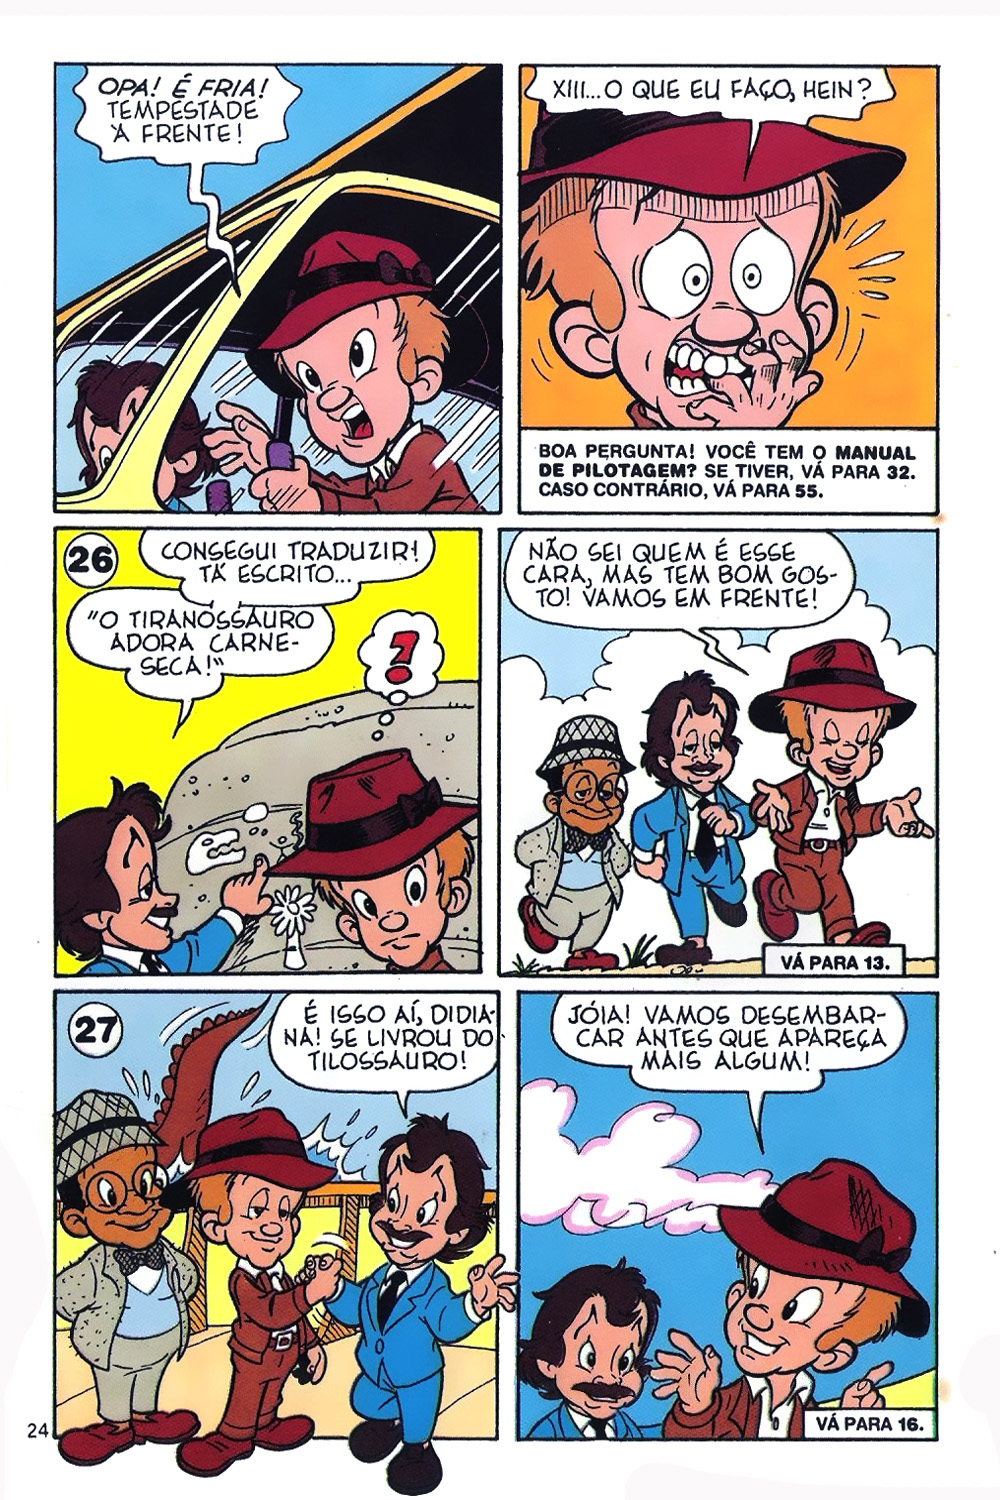 OPA! É FRIA!
TEMPESTADE
À FRENTE!
XIII...O QUE EU FAÇO, HEIN?
BOA PERGUNTA! VOCÊ TEM O MANUAL
DE PILOTAGEM? SE TIVER, VÁ PARA 32.
CASO CONTRÁRIO, VÁ PARA 55.
26
CONSEGUI TRADUZIR!
TÁ ESCRITO...
"O TIRANOSSAURO
ADORA CARNE-
SECA!"
?
NÃO SEI QUEM É ESSE
CARA, MAS TEM BOM GOS-
TO! VAMOS EM FRENTE!
VÁ PARA 13.
27
É ISSO AÍ, DIDIA-
NA! SE LIVROU DO
TILOSSAURO!
JÓIA! VAMOS DESEMBAR-
CAR ANTES QUE APAREÇA
MAIS ALGUM!
VÁ PARA 16.
24